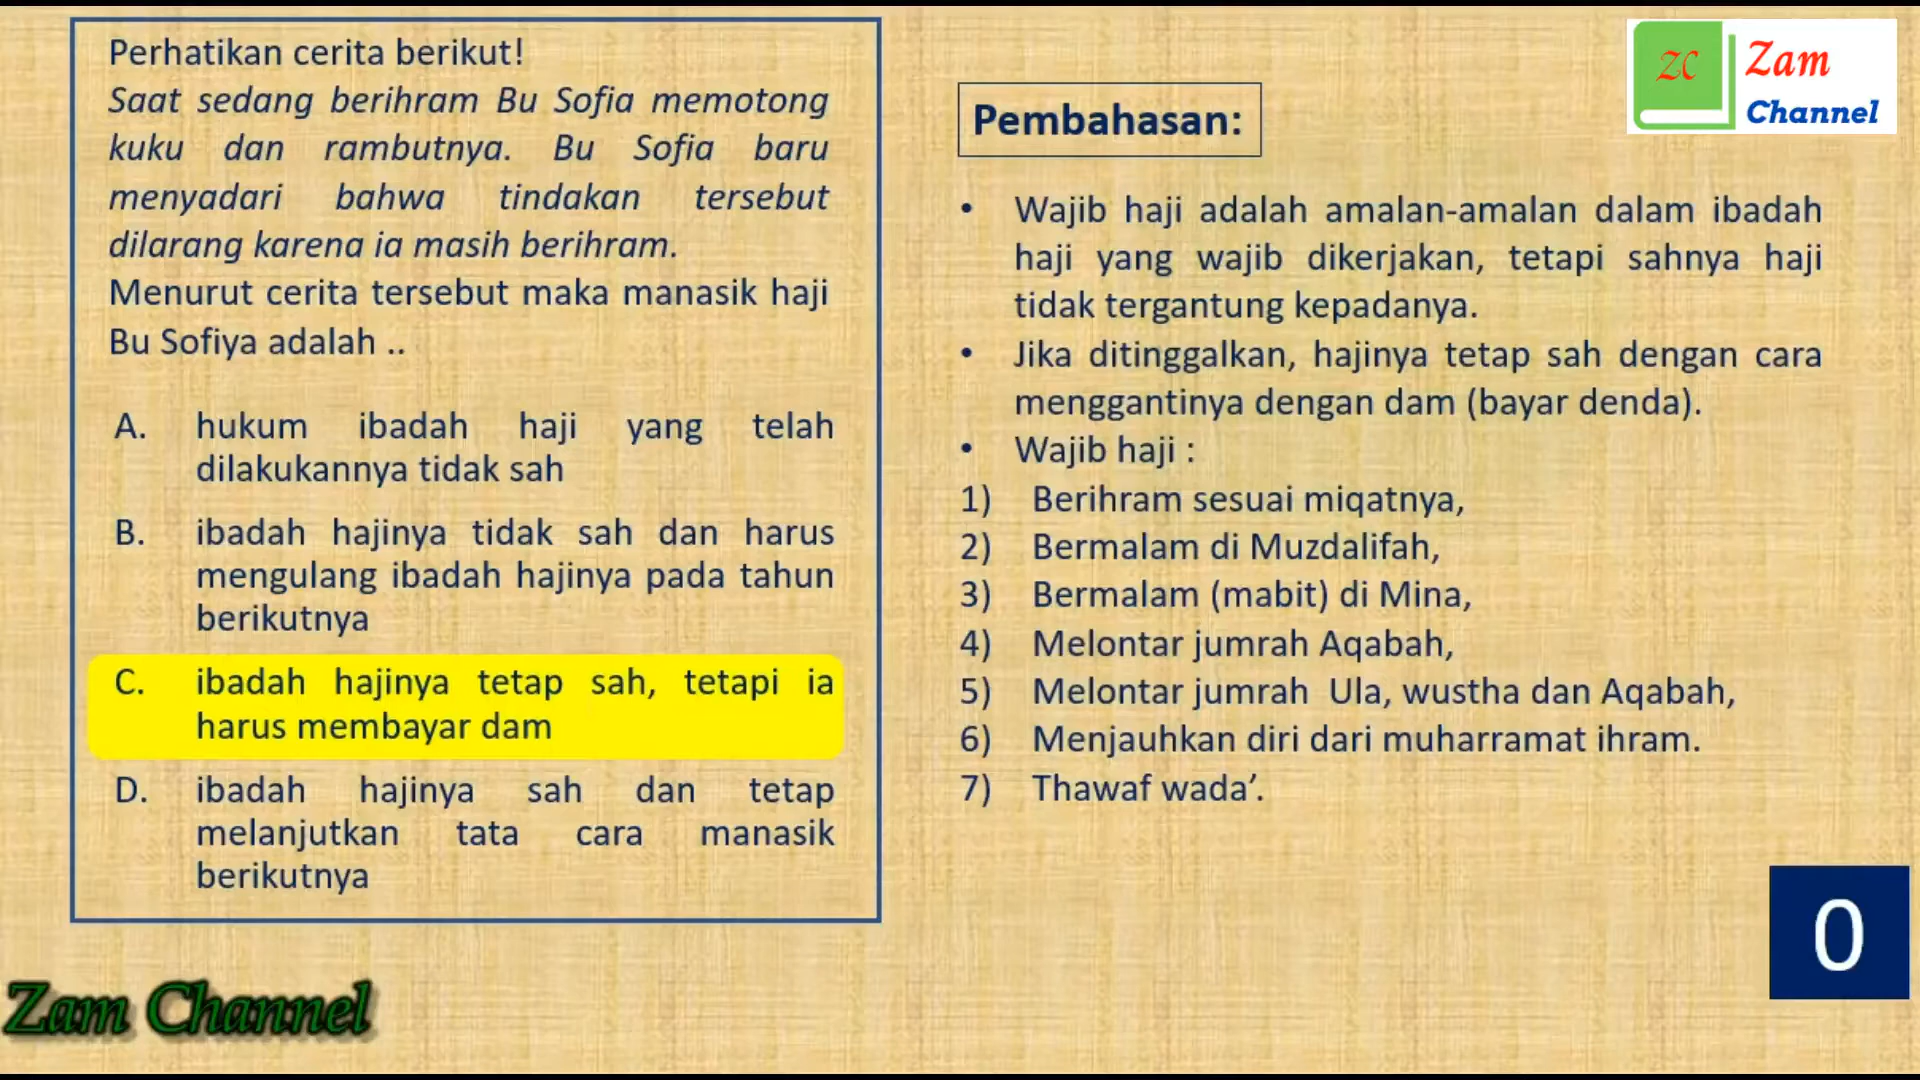 Perhatikan cerita berikut!
Saat sedang berihram Bu Sofia memotong
kuku dan rambutnya. Bu Sofia baru
menyadari bahwa tindakan tersebut
dilarang karena ia masih berihram.
Menurut cerita tersebut maka manasik haji
Bu Sofiya adalah ..
A. hukum ibadah haji yang telah
dilakukannya tidak sah
B. ibadah hajinya tidak sah dan harus
mengulang ibadah hajinya pada tahun
berikutnya
C. ibadah hajinya tetap sah, tetapi ia
harus membayar dam
D. ibadah hajinya sah dan tetap
melanjutkan tata cara manasik
berikutnya
Pembahasan:
• Wajib haji adalah amalan-amalan dalam ibadah
haji yang wajib dikerjakan, tetapi sahnya haji
tidak tergantung kepadanya.
• Jika ditinggalkan, hajinya tetap sah dengan cara
menggantinya dengan dam (bayar denda).
• Wajib haji :
1) Berihram sesuai miqatnya,
2) Bermalam di Muzdalifah,
3) Bermalam (mabit) di Mina,
4) Melontar jumrah Aqabah,
5) Melontar jumrah Ula, wustha dan Aqabah,
6) Menjauhkan diri dari muharramat ihram.
7) Thawaf wada’.
ZC Zam
Channel
0
Zam Channel